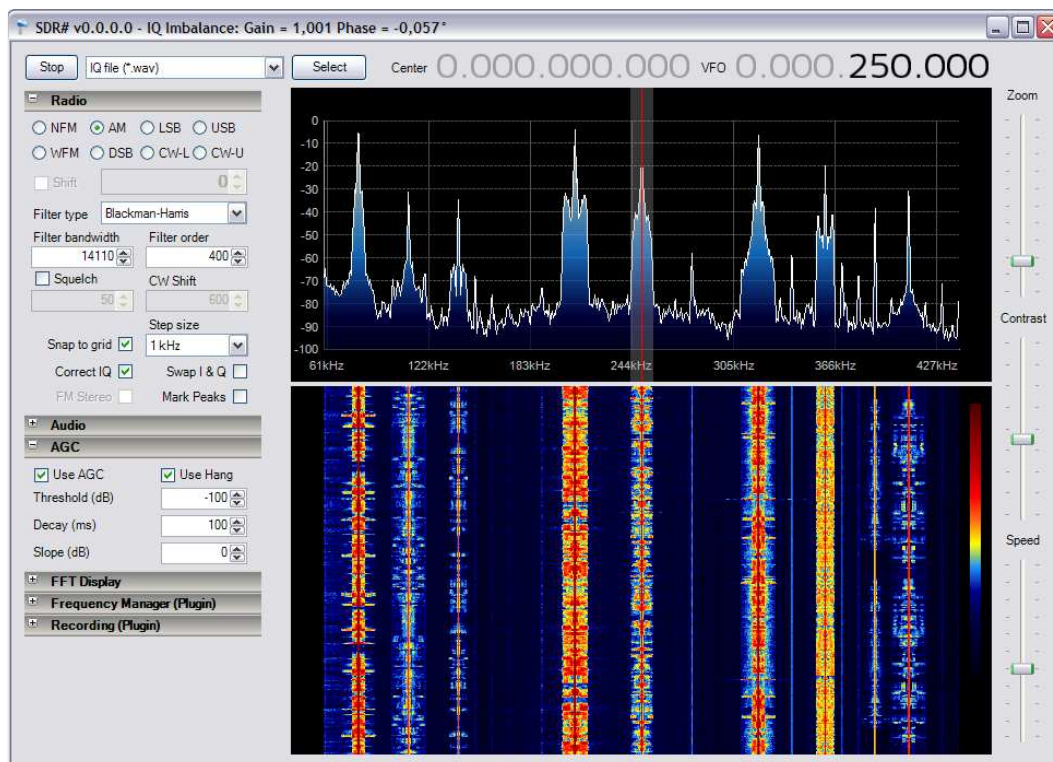 SDR# v0.0.0.0 - IQ Imbalance: Gain = 1,001 Phase = -0,057°
Stop IQ file (*.wav) Select Center 0.000.000.000 VFO 0.000.250.000
Radio
NFM AM LSB USB
WFM DSB CW-L CW-U
Shift 0
Filter type Blackman-Harris
Filter bandwidth Filter order
14110 400
Squelch CW Shift
50 600
Step size
Snap to grid 1 kHz
Correct IQ Swap I & Q
FM Stereo Mark Peaks
Audio
AGC
Use AGC Use Hang
Threshold (dB) -100
Decay (ms) 100
Slope (dB) 0
FFT Display
Frequency Manager (Plugin)
Recording (Plugin)
0
-10
-20
-30
-40
-50
-60
-70
-80
-90
-100
61kHz 122kHz 183kHz 244kHz 305kHz 366kHz 427kHz
Zoom
Contrast
Speed